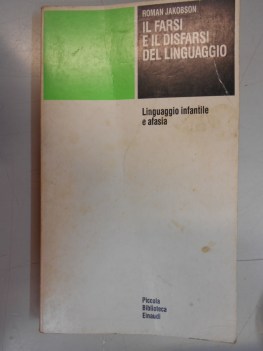 ROMAN JAKOBSON
IL FARSI
E IL DISFARSI
DEL LINGUAGGIO
Linguaggio infantile
e afasia
Piccola
Biblioteca
Einaudi